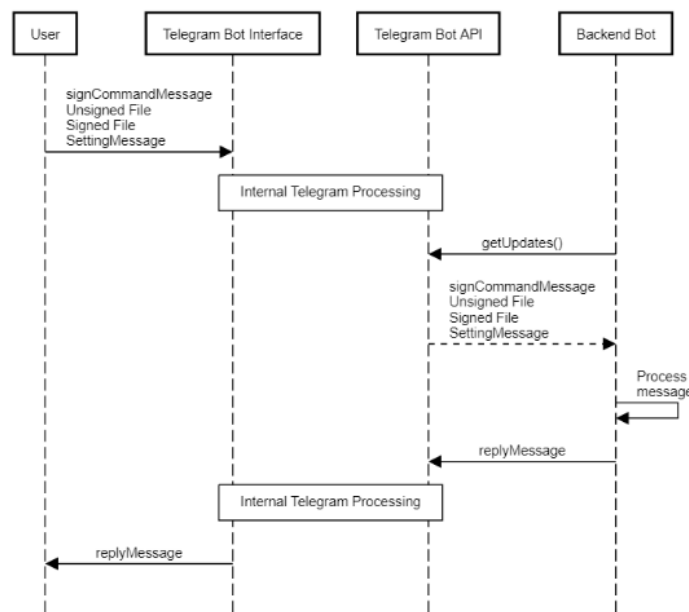 User
Telegram Bot Interface
Telegram Bot API
Backend Bot
signCommandMessage
Unsigned File
Signed File
SettingMessage
Internal Telegram Processing
getUpdates()
signCommandMessage
Unsigned File
Signed File
SettingMessage
Process
message
replyMessage
Internal Telegram Processing
replyMessage